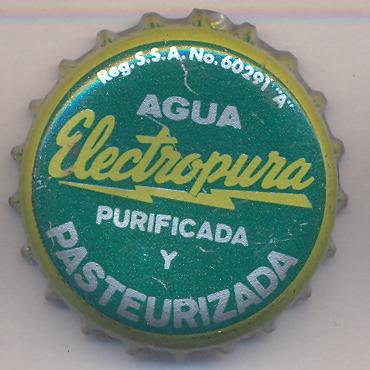 Reg. S.S.A. No. 60291 "A"
AGUA
Electropura
PURIFICADA
Y
PASTEURIZADA